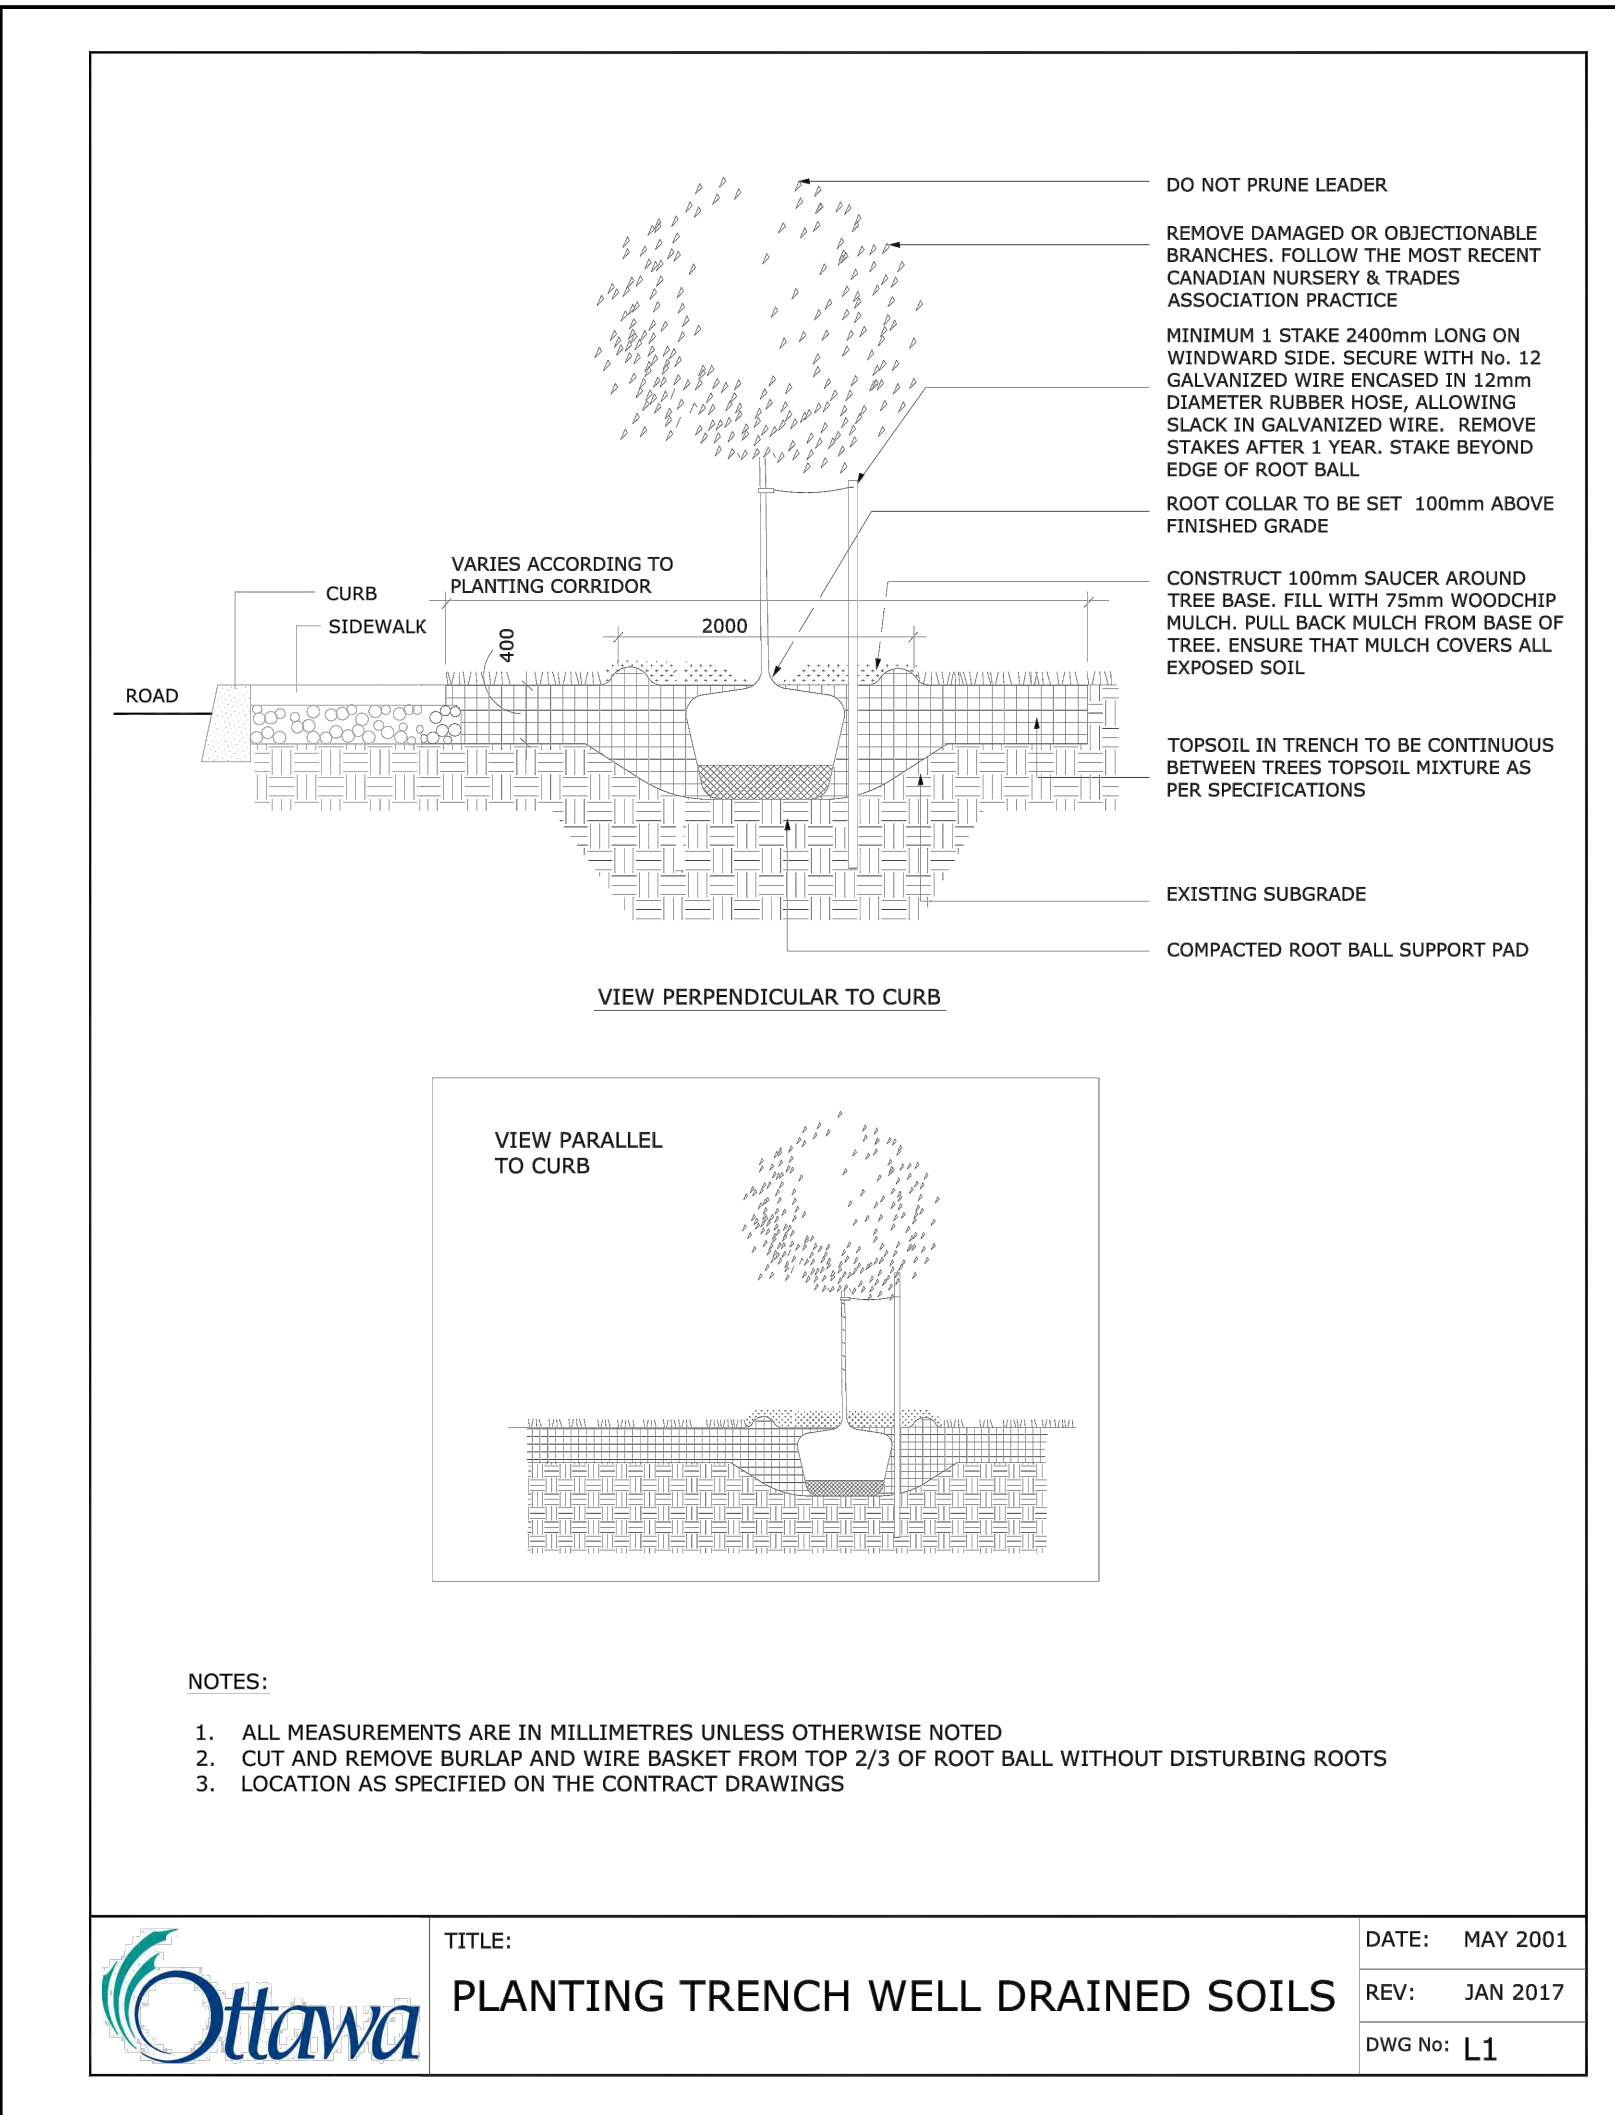 DO NOT PRUNE LEADER
REMOVE DAMAGED OR OBJECTIONABLE
BRANCHES. FOLLOW THE MOST RECENT
CANADIAN NURSERY & TRADES
ASSOCIATION PRACTICE
MINIMUM 1 STAKE 2400mm LONG ON
WINDWARD SIDE. SECURE WITH No. 12
GALVANIZED WIRE ENCASED IN 12mm
DIAMETER RUBBER HOSE, ALLOWING
SLACK IN GALVANIZED WIRE. REMOVE
STAKES AFTER 1 YEAR. STAKE BEYOND
EDGE OF ROOT BALL
ROOT COLLAR TO BE SET 100mm ABOVE
FINISHED GRADE
VARIES ACCORDING TO
PLANTING CORRIDOR
CURB
SIDEWALK
ROAD
400
2000
CONSTRUCT 100mm SAUCER AROUND
TREE BASE. FILL WITH 75mm WOODCHIP
MULCH. PULL BACK MULCH FROM BASE OF
TREE. ENSURE THAT MULCH COVERS ALL
EXPOSED SOIL
TOPSOIL IN TRENCH TO BE CONTINUOUS
BETWEEN TREES TOPSOIL MIXTURE AS
PER SPECIFICATIONS
EXISTING SUBGRADE
COMPACTED ROOT BALL SUPPORT PAD
VIEW PERPENDICULAR TO CURB
VIEW PARALLEL
TO CURB
NOTES:
1. ALL MEASUREMENTS ARE IN MILLIMETRES UNLESS OTHERWISE NOTED
2. CUT AND REMOVE BURLAP AND WIRE BASKET FROM TOP 2/3 OF ROOT BALL WITHOUT DISTURBING ROOTS
3. LOCATION AS SPECIFIED ON THE CONTRACT DRAWINGS
Ottawa
TITLE:
PLANTING TRENCH WELL DRAINED SOILS
DATE: MAY 2001
REV: JAN 2017
DWG No: L1